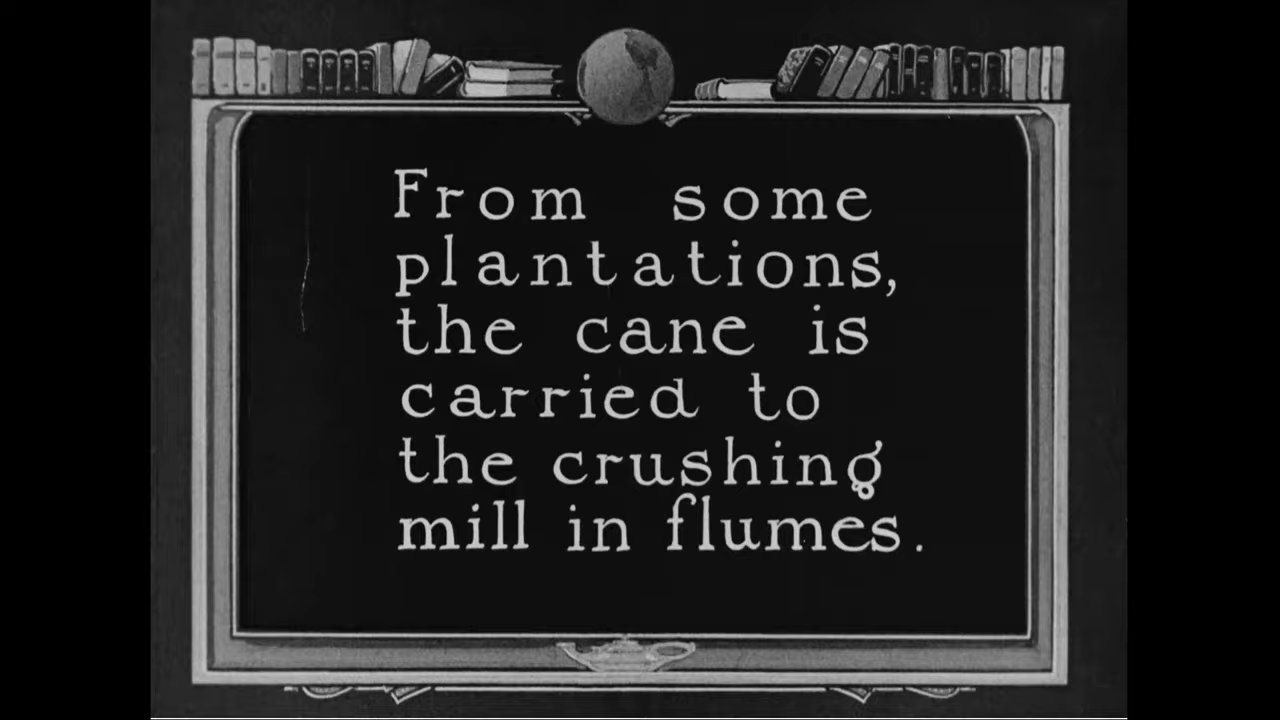 From some
plantations,
the cane is
carried to
the crushing
mill in flumes.